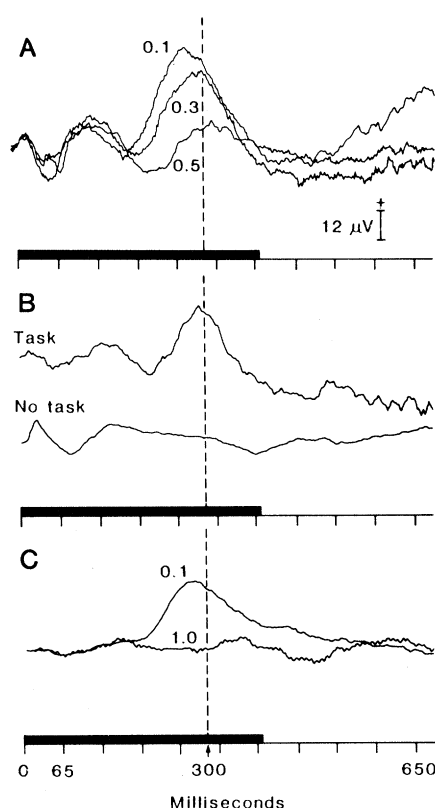 A
0.1
0.3
0.5
+
12 μV
B
Task
No task
C
0.1
1.0
0 65 300 650
Milliseconds